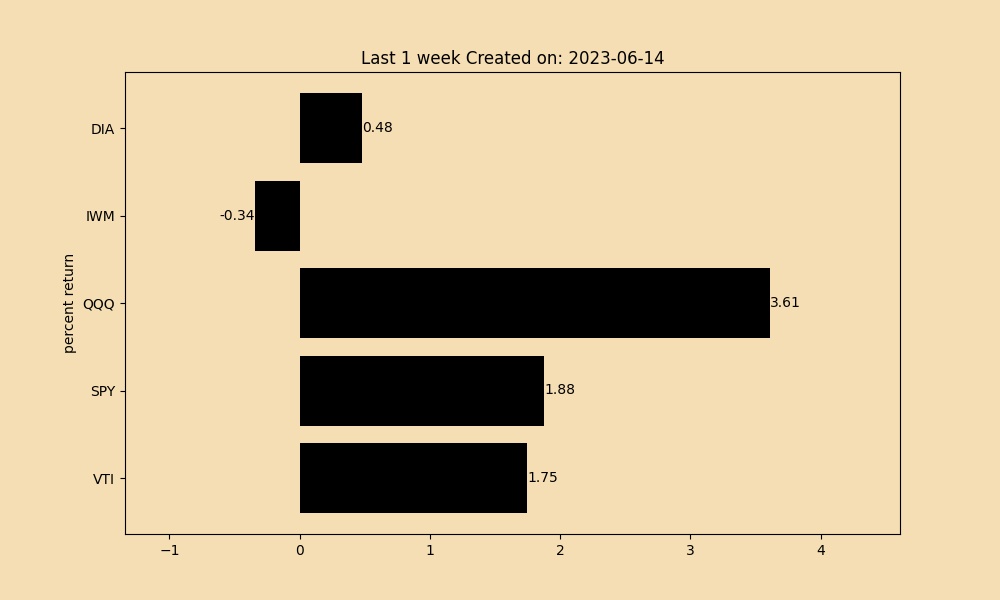 Last 1 week Created on: 2023-06-14
DIA
0.48
IWM
-0.34
QQQ
3.61
SPY
1.88
VTI
1.75
percent return
−1 0 1 2 3 4